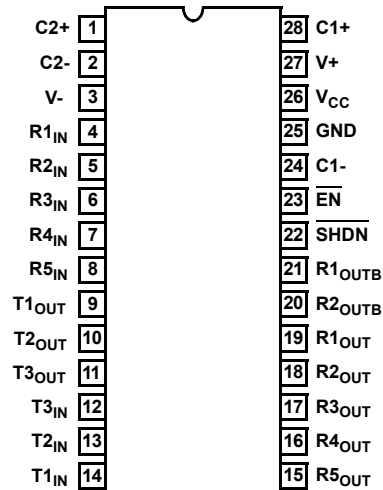 C2+ 1 28 C1+
C2- 2 27 V+
V- 3 26 VCC
R1IN 4 25 GND
R2IN 5 24 C1-
R3IN 6 23 EN
R4IN 7 22 SHDN
R5IN 8 21 R1OUTB
T1OUT 9 20 R2OUTB
T2OUT 10 19 R1OUT
T3OUT 11 18 R2OUT
T3IN 12 17 R3OUT
T2IN 13 16 R4OUT
T1IN 14 15 R5OUT